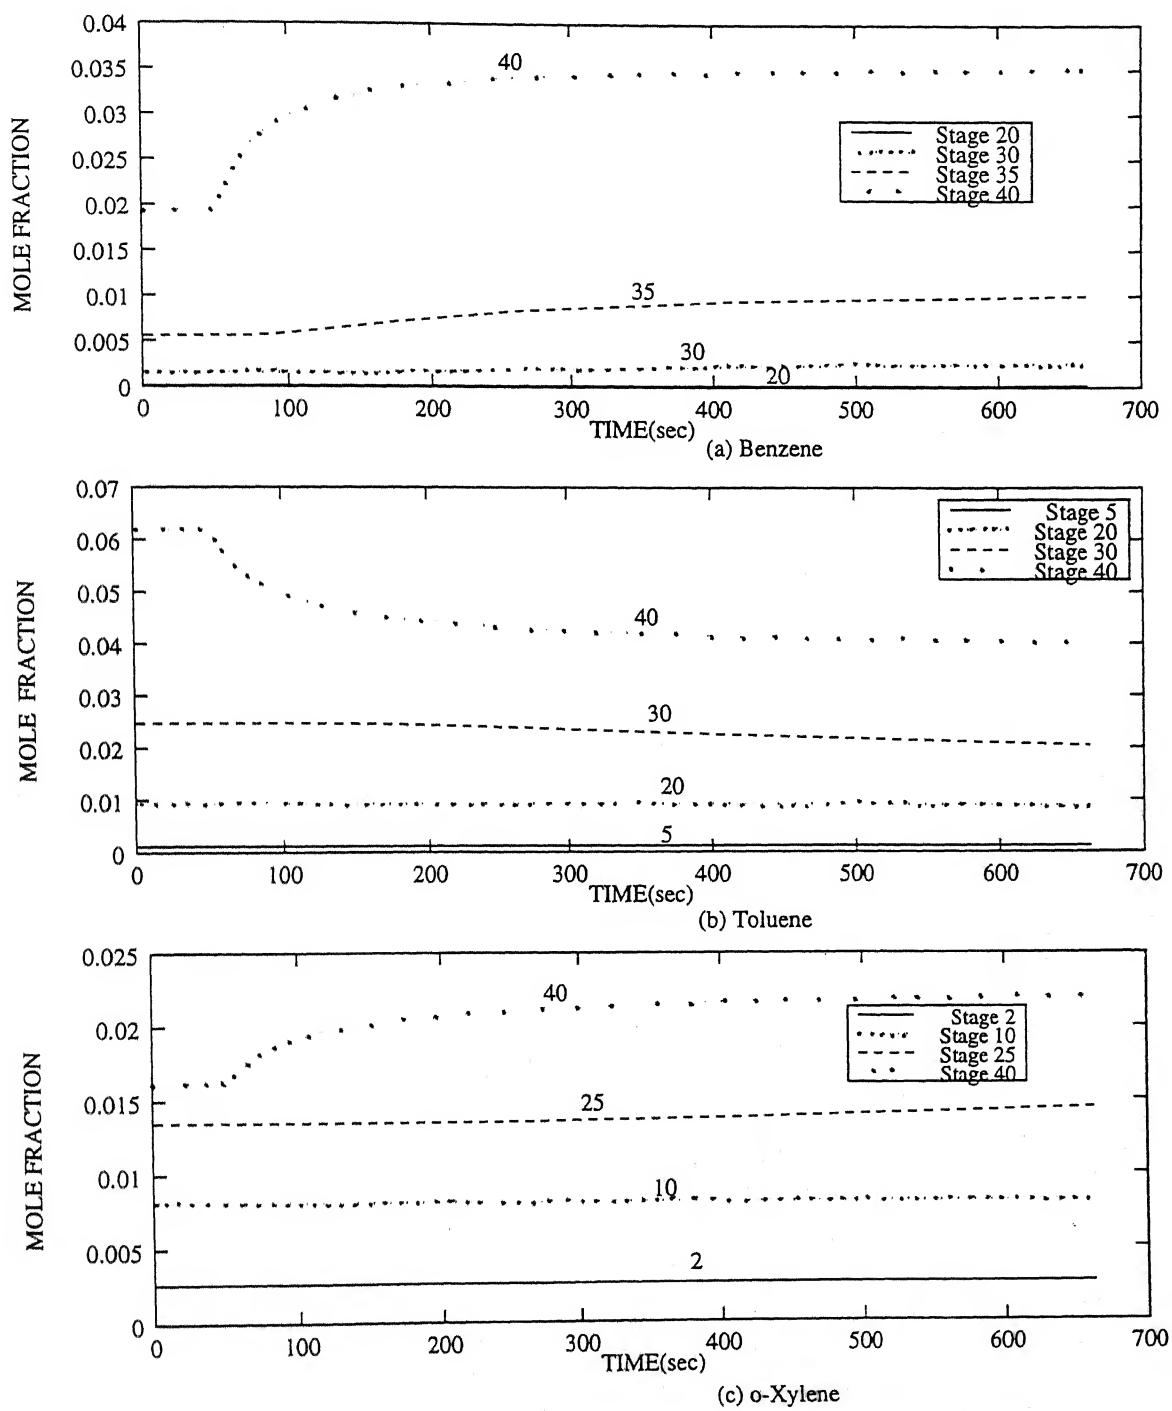 0.04
0.035
0.03
0.025
0.02
0.015
0.01
0.005
0
MOLE FRACTION
40
35
30
20
Stage 20
Stage 30
Stage 35
Stage 40
0 100 200 300 400 500 600 700
TIME(sec)
(a) Benzene
0.07
0.06
0.05
0.04
0.03
0.02
0.01
0
MOLE FRACTION
40
30
20
5
Stage 5
Stage 20
Stage 30
Stage 40
0 100 200 300 400 500 600 700
TIME(sec)
(b) Toluene
0.025
0.02
0.015
0.01
0.005
0
MOLE FRACTION
40
25
10
2
Stage 2
Stage 10
Stage 25
Stage 40
0 100 200 300 400 500 600 700
TIME(sec)
(c) o-Xylene